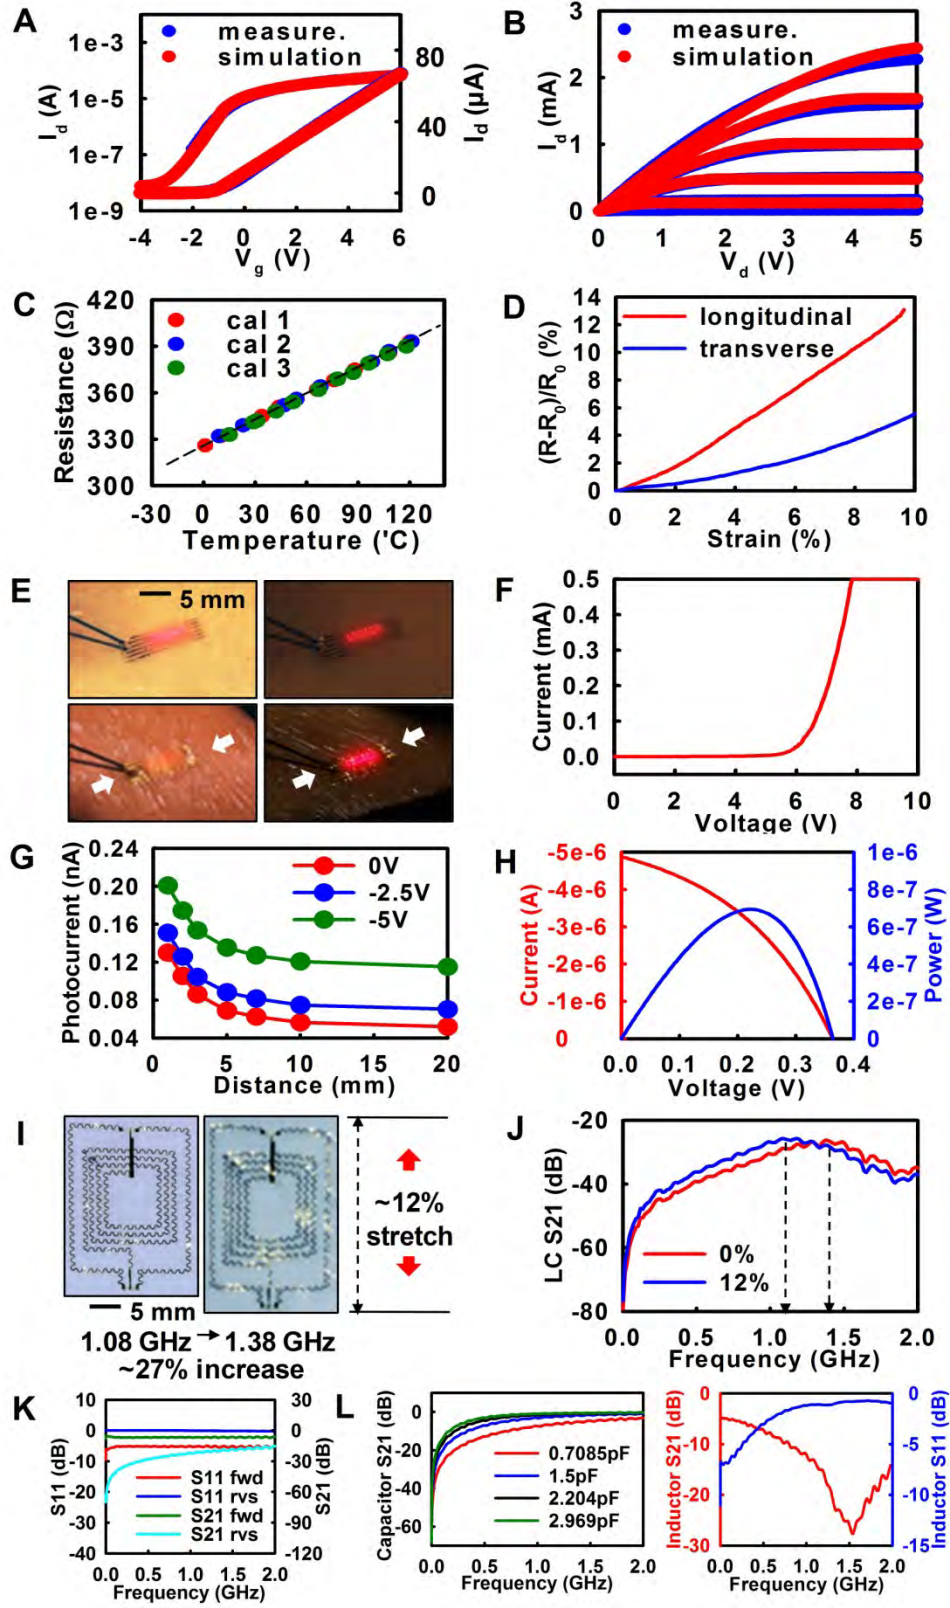 A
measure.
simulation
1e-3
1e-5
1e-7
1e-9
I_d (A)
80
40
0
I_d (µA)
-4 -2 0 2 4 6
V_g (V)
B
measure.
simulation
3
2
1
0
I_d (mA)
0 1 2 3 4 5
V_d (V)
C
cal 1
cal 2
cal 3
420
390
360
330
300
Resistance (Ω)
-30 0 30 60 90 120
Temperature ('C)
D
longitudinal
transverse
14
12
10
8
6
4
2
0
(R-R_0)/R_0 (%)
0 2 4 6 8 10
Strain (%)
E
5 mm
F
0.5
0.4
0.3
0.2
0.1
0.0
Current (mA)
0 2 4 6 8 10
Voltage (V)
G
0V
-2.5V
-5V
0.24
0.20
0.16
0.12
0.08
0.04
Photocurrent (nA)
0 5 10 15 20
Distance (mm)
H
-5e-6
-4e-6
-3e-6
-2e-6
-1e-6
0
Current (A)
1e-6
8e-7
6e-7
4e-7
2e-7
0
Power (W)
0.0 0.1 0.2 0.3 0.4
Voltage (V)
I
~12%
stretch
5 mm
1.08 GHz → 1.38 GHz
~27% increase
J
-20
-40
-60
-80
LC S21 (dB)
0%
12%
0.0 0.5 1.0 1.5 2.0
Frequency (GHz)
K
10
0
-10
-20
-30
-40
S11 (dB)
S11 fwd
S11 rvs
S21 fwd
S21 rvs
30
0
-30
-60
-90
-120
S21 (dB)
0.0 0.5 1.0 1.5 2.0
Frequency (GHz)
L
0
-20
-40
-60
Capacitor S21 (dB)
0.7085pF
1.5pF
2.204pF
2.969pF
0.0 0.5 1.0 1.5 2.0
Frequency (GHz)
0
-10
-20
-30
Inductor S21 (dB)
0
-5
-10
-15
Inductor S11 (dB)
0.0 0.5 1.0 1.5 2.0
Frequency (GHz)